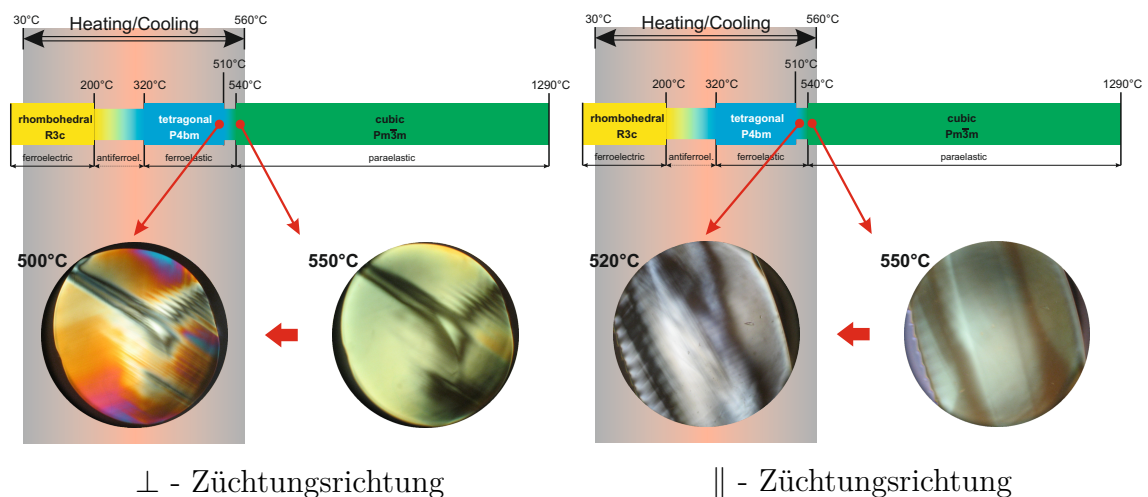 Heating/Cooling
30°C
560°C
510°C
200°C
320°C
540°C
1290°C
rhombohedral
R3c
tetragonal
P4bm
cubic
Pm3̅m
ferroelectric
antiferroel.
ferroelastic
paraelastic
500°C
550°C
⊥ - Züchtungsrichtung
Heating/Cooling
30°C
560°C
510°C
200°C
320°C
540°C
1290°C
rhombohedral
R3c
tetragonal
P4bm
cubic
Pm3̅m
ferroelectric
antiferroel.
ferroelastic
paraelastic
520°C
550°C
∥ - Züchtungsrichtung